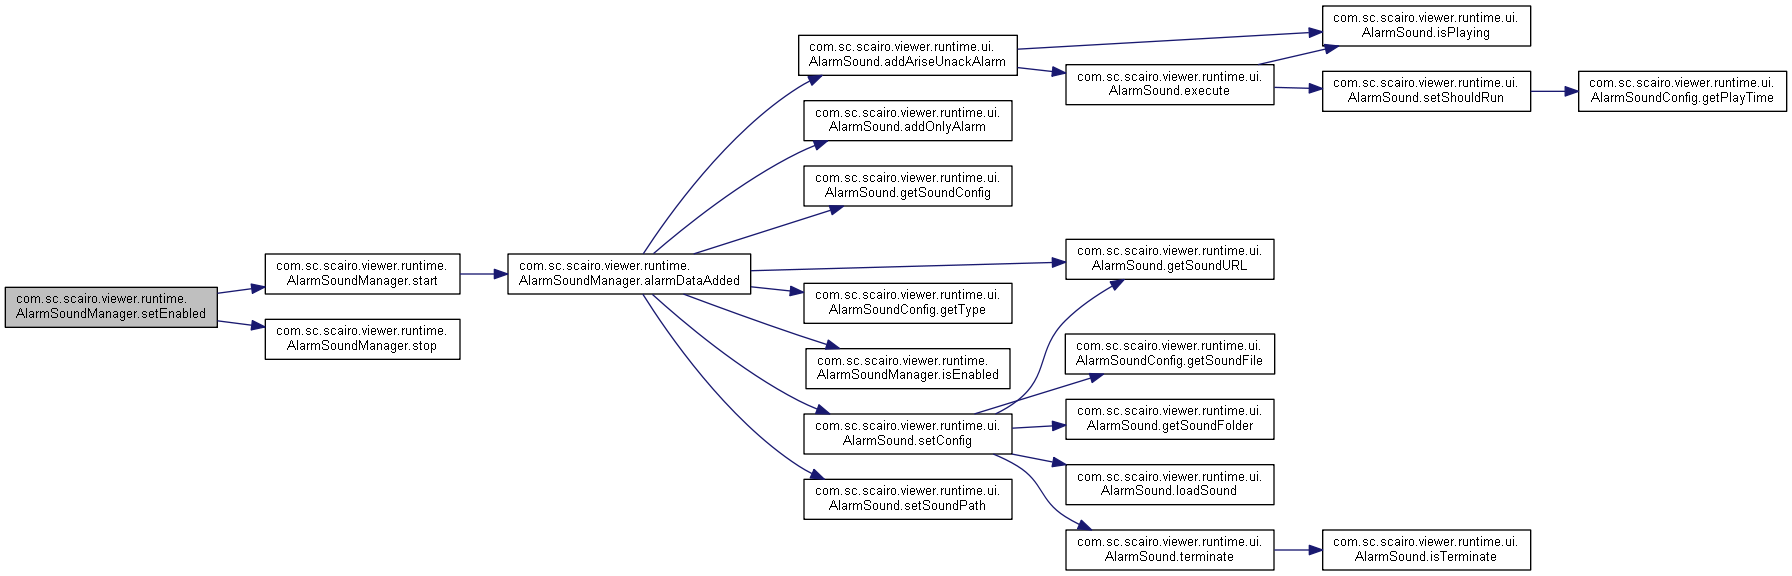 com.sc.scairo.viewer.runtime.
AlarmSoundManager.setEnabled
com.sc.scairo.viewer.runtime.
AlarmSoundManager.start
com.sc.scairo.viewer.runtime.
AlarmSoundManager.stop
com.sc.scairo.viewer.runtime.
AlarmSoundManager.alarmDataAdded
com.sc.scairo.viewer.runtime.ui.
AlarmSound.addAriseUnackAlarm
com.sc.scairo.viewer.runtime.ui.
AlarmSound.addOnlyAlarm
com.sc.scairo.viewer.runtime.ui.
AlarmSound.getSoundConfig
com.sc.scairo.viewer.runtime.ui.
AlarmSoundConfig.getType
com.sc.scairo.viewer.runtime.
AlarmSoundManager.isEnabled
com.sc.scairo.viewer.runtime.ui.
AlarmSound.setConfig
com.sc.scairo.viewer.runtime.ui.
AlarmSound.setSoundPath
com.sc.scairo.viewer.runtime.ui.
AlarmSound.execute
com.sc.scairo.viewer.runtime.ui.
AlarmSound.getSoundURL
com.sc.scairo.viewer.runtime.ui.
AlarmSoundConfig.getSoundFile
com.sc.scairo.viewer.runtime.ui.
AlarmSound.getSoundFolder
com.sc.scairo.viewer.runtime.ui.
AlarmSound.loadSound
com.sc.scairo.viewer.runtime.ui.
AlarmSound.terminate
com.sc.scairo.viewer.runtime.ui.
AlarmSound.isPlaying
com.sc.scairo.viewer.runtime.ui.
AlarmSound.setShouldRun
com.sc.scairo.viewer.runtime.ui.
AlarmSound.isTerminate
com.sc.scairo.viewer.runtime.ui.
AlarmSoundConfig.getPlayTime